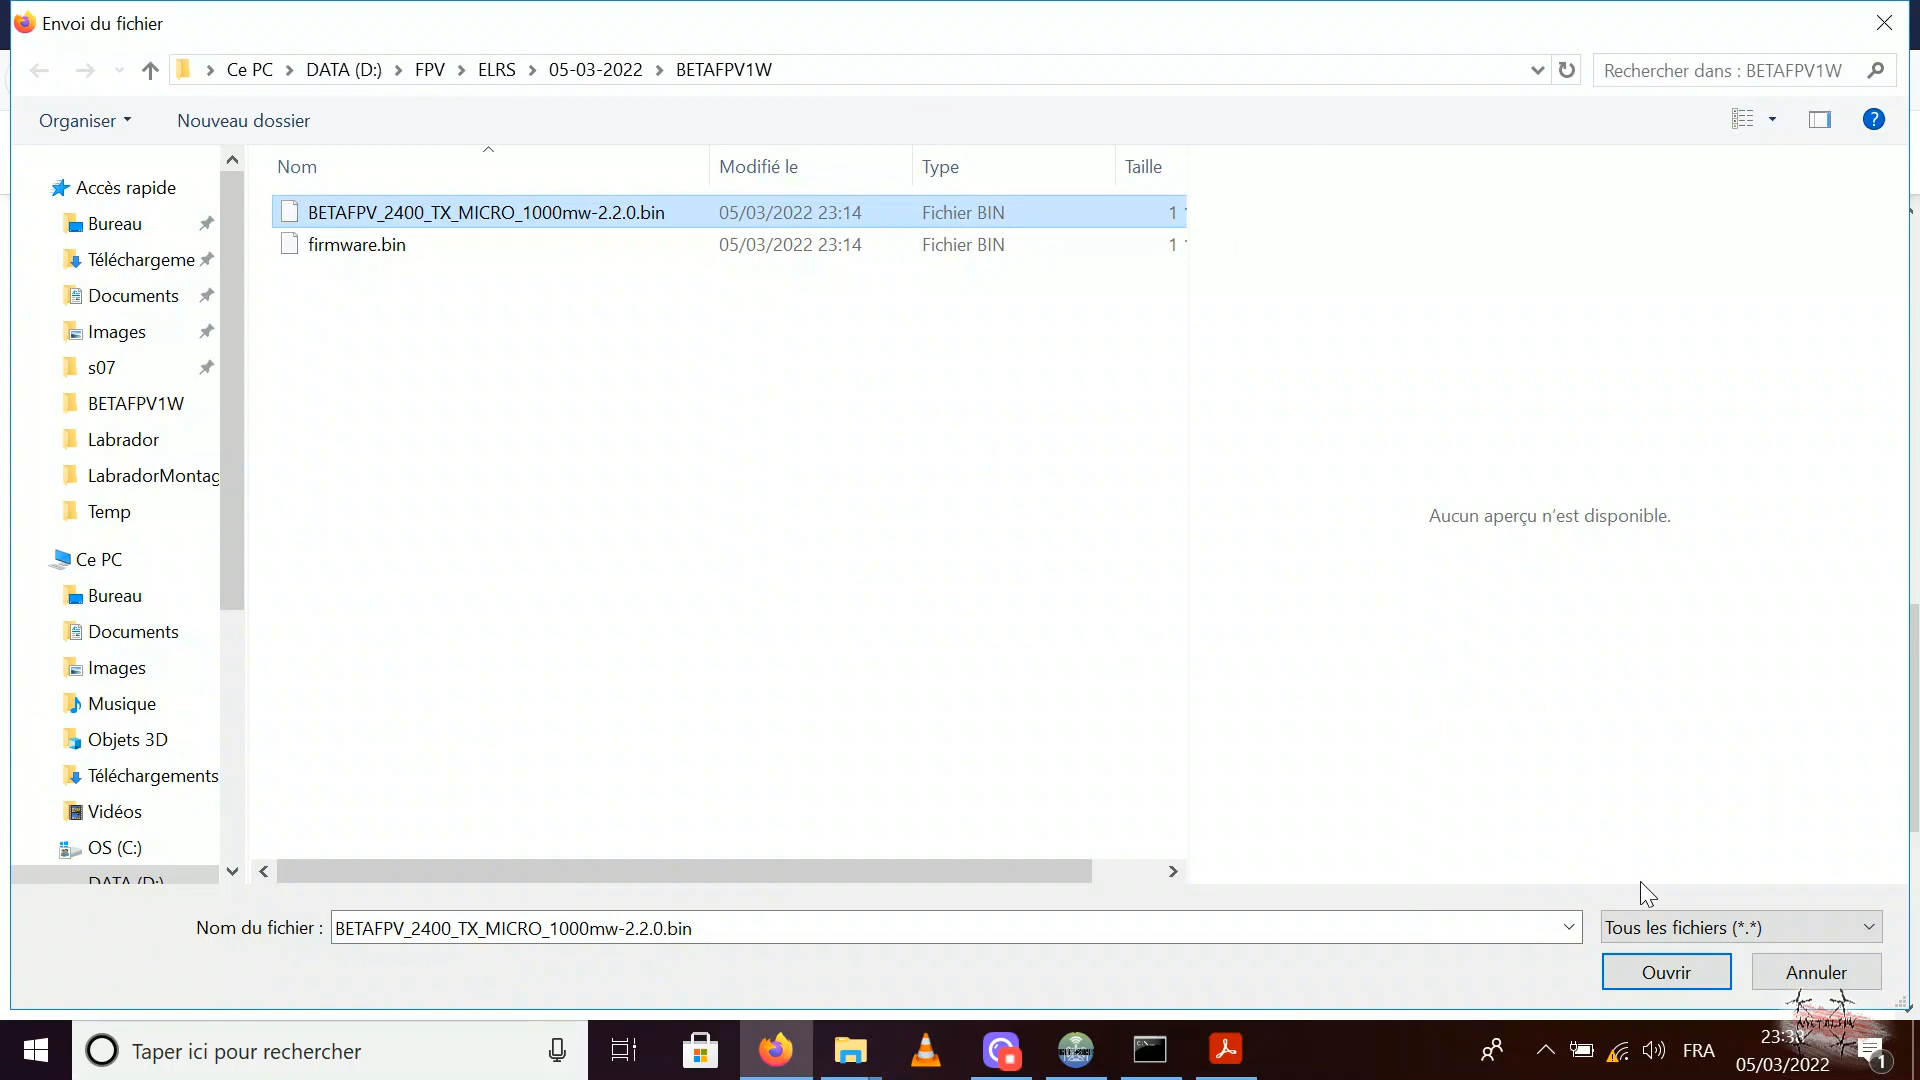 Envoi du fichier
Ce PC > DATA (D:) > FPV > ELRS > 05-03-2022 > BETAFPV1W
Rechercher dans : BETAFPV1W
Organiser
Nouveau dossier
?
Nom
Modifié le
Type
Taille
BETAFPV_2400_TX_MICRO_1000mw-2.2.0.bin
05/03/2022 23:14
Fichier BIN
1
firmware.bin
05/03/2022 23:14
Fichier BIN
1
Accès rapide
Bureau
Téléchargeme
Documents
Images
s07
BETAFPV1W
Labrador
LabradorMontag
Temp
Ce PC
Bureau
Documents
Images
Musique
Objets 3D
Téléchargements
Vidéos
OS (C:)
DATA (D:)
Aucun aperçu n'est disponible.
Nom du fichier :
BETAFPV_2400_TX_MICRO_1000mw-2.2.0.bin
Tous les fichiers (*.*)
Ouvrir
Annuler
Taper ici pour rechercher
FRA
05/03/2022
1